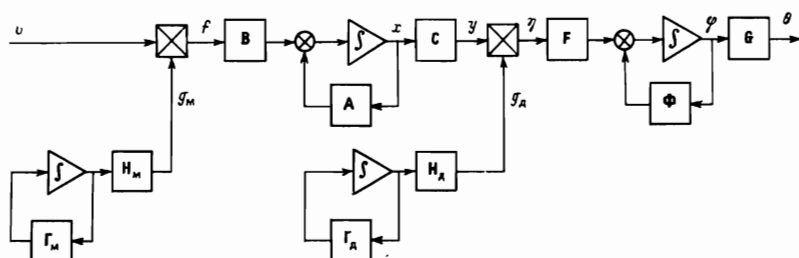 υ f B ∫ x C y η F ∫ φ G θ
A g_м g_д Ф
∫ H_м ∫ H_д
Г_м Г_д